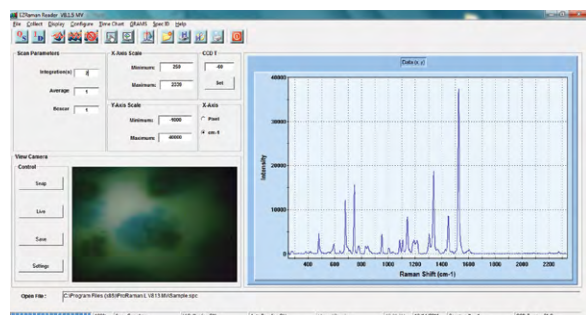 EZRaman Reader V8.1.5 MV
File Collect Display Configure Time Chart GRAMS Spec ID Help
Scan Parameters
Integration(s)
Average 1
Boxcar 1
X-Axis Scale
Minimum: 250
Maximum: 2339
CCD T
-60
Set
Y-Axis Scale
Minimum: -1000
Maximum: 40000
X-Axis
Pixel
cm-1
View Camera
Control
Snap
Live
Save
Settings
Data (x, y)
40000
30000
20000
10000
0
Intensity
400 600 800 1000 1200 1400 1600 1800 2000 2200
Raman Shift (cm-1)
Open File: